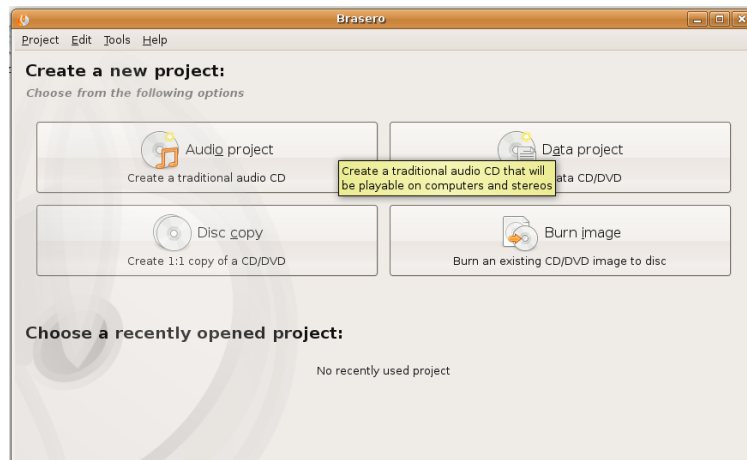 Brasero
Project Edit Tools Help
Create a new project:
Choose from the following options
Audio project
Create a traditional audio CD
Data project
ata CD/DVD
Create a traditional audio CD that will
be playable on computers and stereos
Disc copy
Create 1:1 copy of a CD/DVD
Burn image
Burn an existing CD/DVD image to disc
Choose a recently opened project:
No recently used project